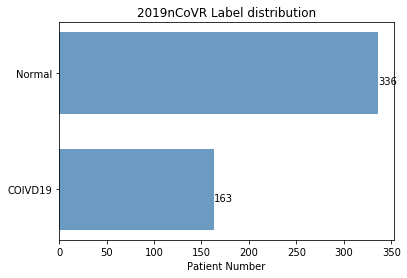 2019nCoVR Label distribution
Normal
336
COIVD19
163
0 50 100 150 200 250 300 350
Patient Number